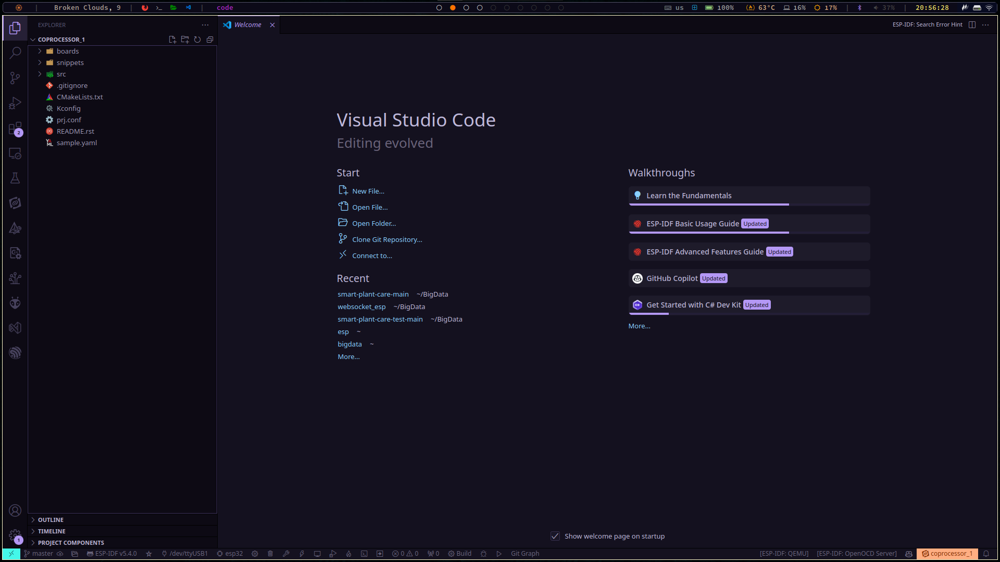 Broken Clouds, 9 | code us 100% 63°C 16% 17% | 37% | 20:56:28
EXPLORER
Welcome
ESP-IDF: Search Error Hint
COPROCESSOR_1
boards
snippets
src
.gitignore
CMakeLists.txt
Kconfig
prj.conf
README.rst
sample.yaml
Visual Studio Code
Editing evolved
Start
New File...
Open File...
Open Folder...
Clone Git Repository...
Connect to...
Recent
smart-plant-care-main ~/BigData
websocket_esp ~/BigData
smart-plant-care-test-main ~/BigData
esp ~
bigdata ~
More...
Walkthroughs
Learn the Fundamentals
ESP-IDF Basic Usage Guide Updated
ESP-IDF Advanced Features Guide Updated
GitHub Copilot Updated
Get Started with C# Dev Kit Updated
More...
2
1
OUTLINE
TIMELINE
PROJECT COMPONENTS
Show welcome page on startup
master ESP-IDF v5.4.0 /dev/ttyUSB1 esp32 0 0 0 Build Git Graph [ESP-IDF: QEMU] [ESP-IDF: OpenOCD Server] coprocessor_1